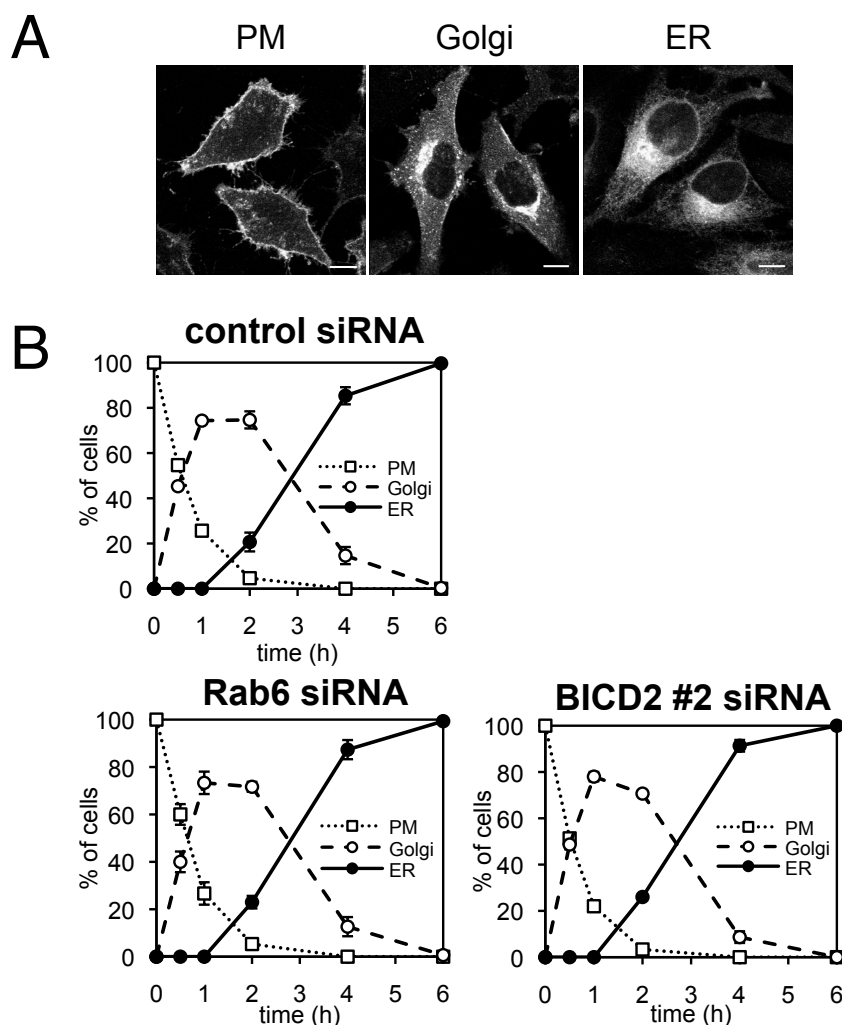 A
PM Golgi ER
B
control siRNA
100
80
60
40
20
0
% of cells
PM
Golgi
ER
0 1 2 3 4 5 6
time (h)
Rab6 siRNA
100
80
60
40
20
0
% of cells
PM
Golgi
ER
0 1 2 3 4 5 6
time (h)
BICD2 #2 siRNA
100
80
60
40
20
0
% of cells
PM
Golgi
ER
0 1 2 3 4 5 6
time (h)